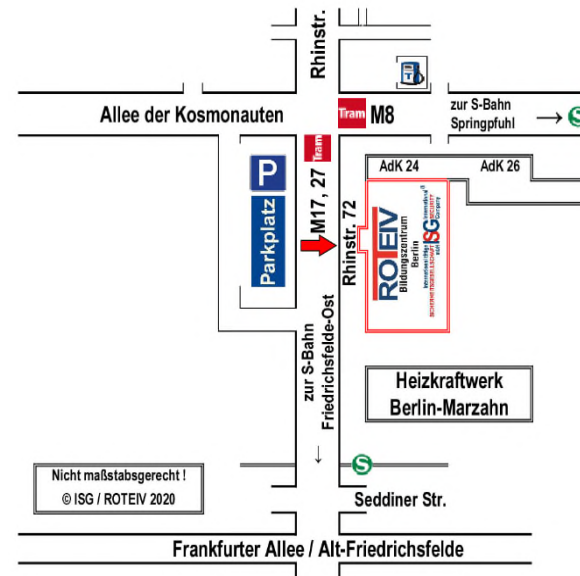 Rhinstr.
Allee der Kosmonauten
Tram M8
zur S-Bahn
Springpfuhl
→ S
Tram
M17, 27
P
Parkplatz
AdK 24
AdK 26
Rhinstr. 72
ROTEIV
Bildungszentrum
Berlin
ISG
zur S-Bahn
Friedrichsfelde-Ost
←
Heizkraftwerk
Berlin-Marzahn
S
Nicht maßstabsgerecht !
© ISG / ROTEIV 2020
Seddiner Str.
Frankfurter Allee / Alt-Friedrichsfelde